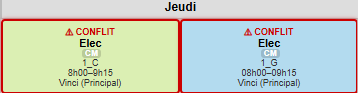 Jeudi
⚠ CONFLIT
Elec
CM
1_C
8h00–9h15
Vinci (Principal)
⚠ CONFLIT
Elec
CM
1_G
08h00–09h15
Vinci (Principal)